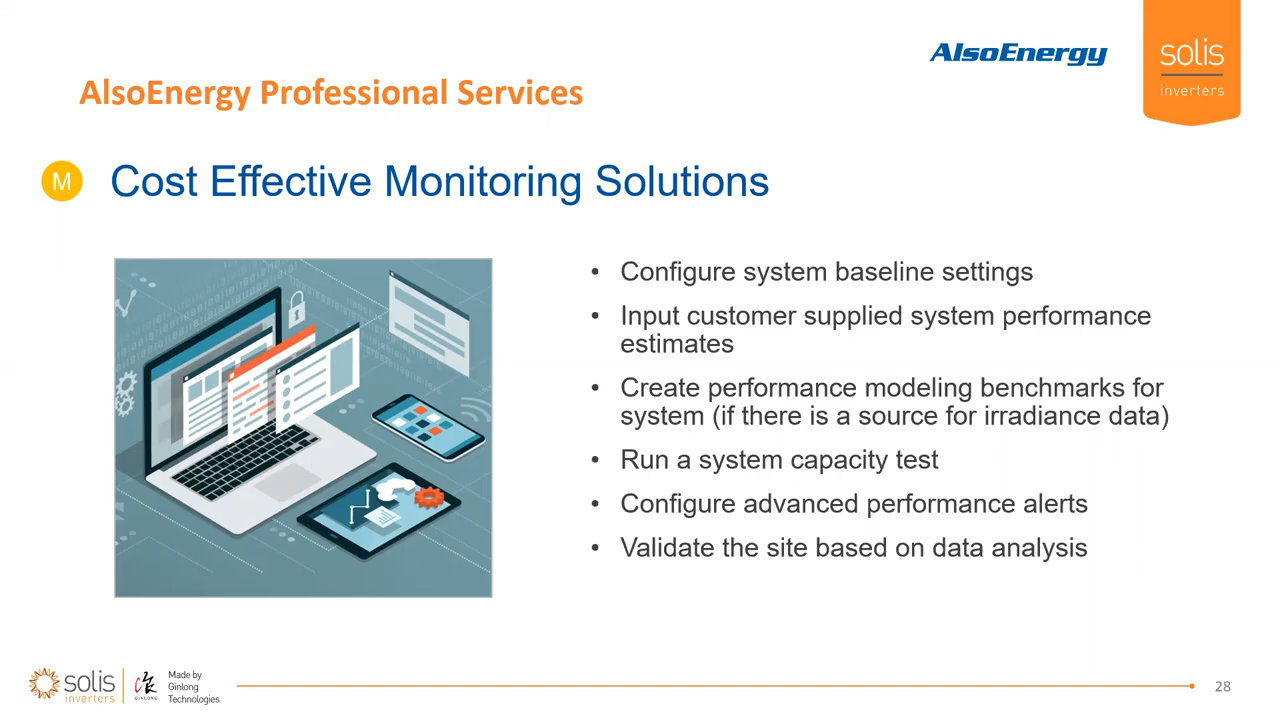 AlsoEnergy
solis
inverters
AlsoEnergy Professional Services
M
Cost Effective Monitoring Solutions
• Configure system baseline settings
• Input customer supplied system performance
estimates
• Create performance modeling benchmarks for
system (if there is a source for irradiance data)
• Run a system capacity test
• Configure advanced performance alerts
• Validate the site based on data analysis
solis
inverters
GINLONG
Made by
Ginlong
Technologies
28